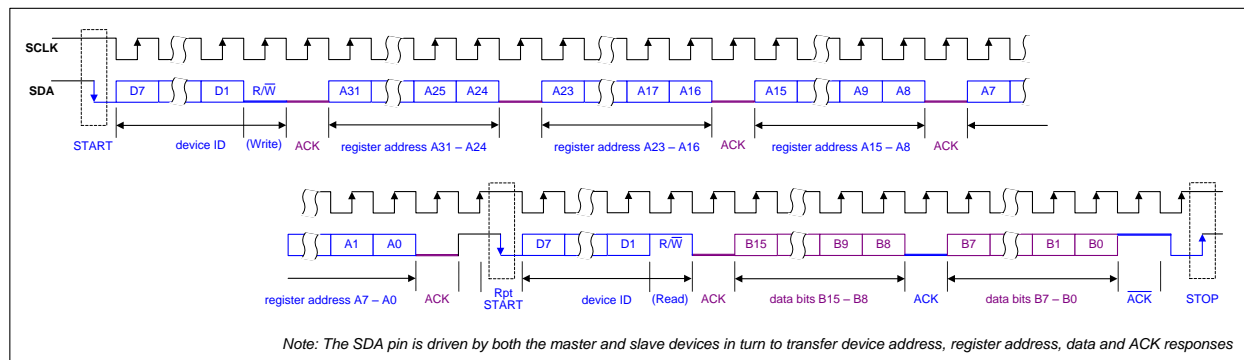 SCLK
SDA D7 D1 R/W̅ A31 A25 A24 A23 A17 A16 A15 A9 A8 A7
START device ID (Write) ACK register address A31 – A24 register address A23 – A16 ACK register address A15 – A8 ACK
A1 A0 D7 D1 R/W̅ B15 B9 B8 B7 B1 B0
register address A7 – A0 ACK Rpt START device ID (Read) ACK data bits B15 – B8 ACK data bits B7 – B0 A̅C̅K̅ STOP
Note: The SDA pin is driven by both the master and slave devices in turn to transfer device address, register address, data and ACK responses